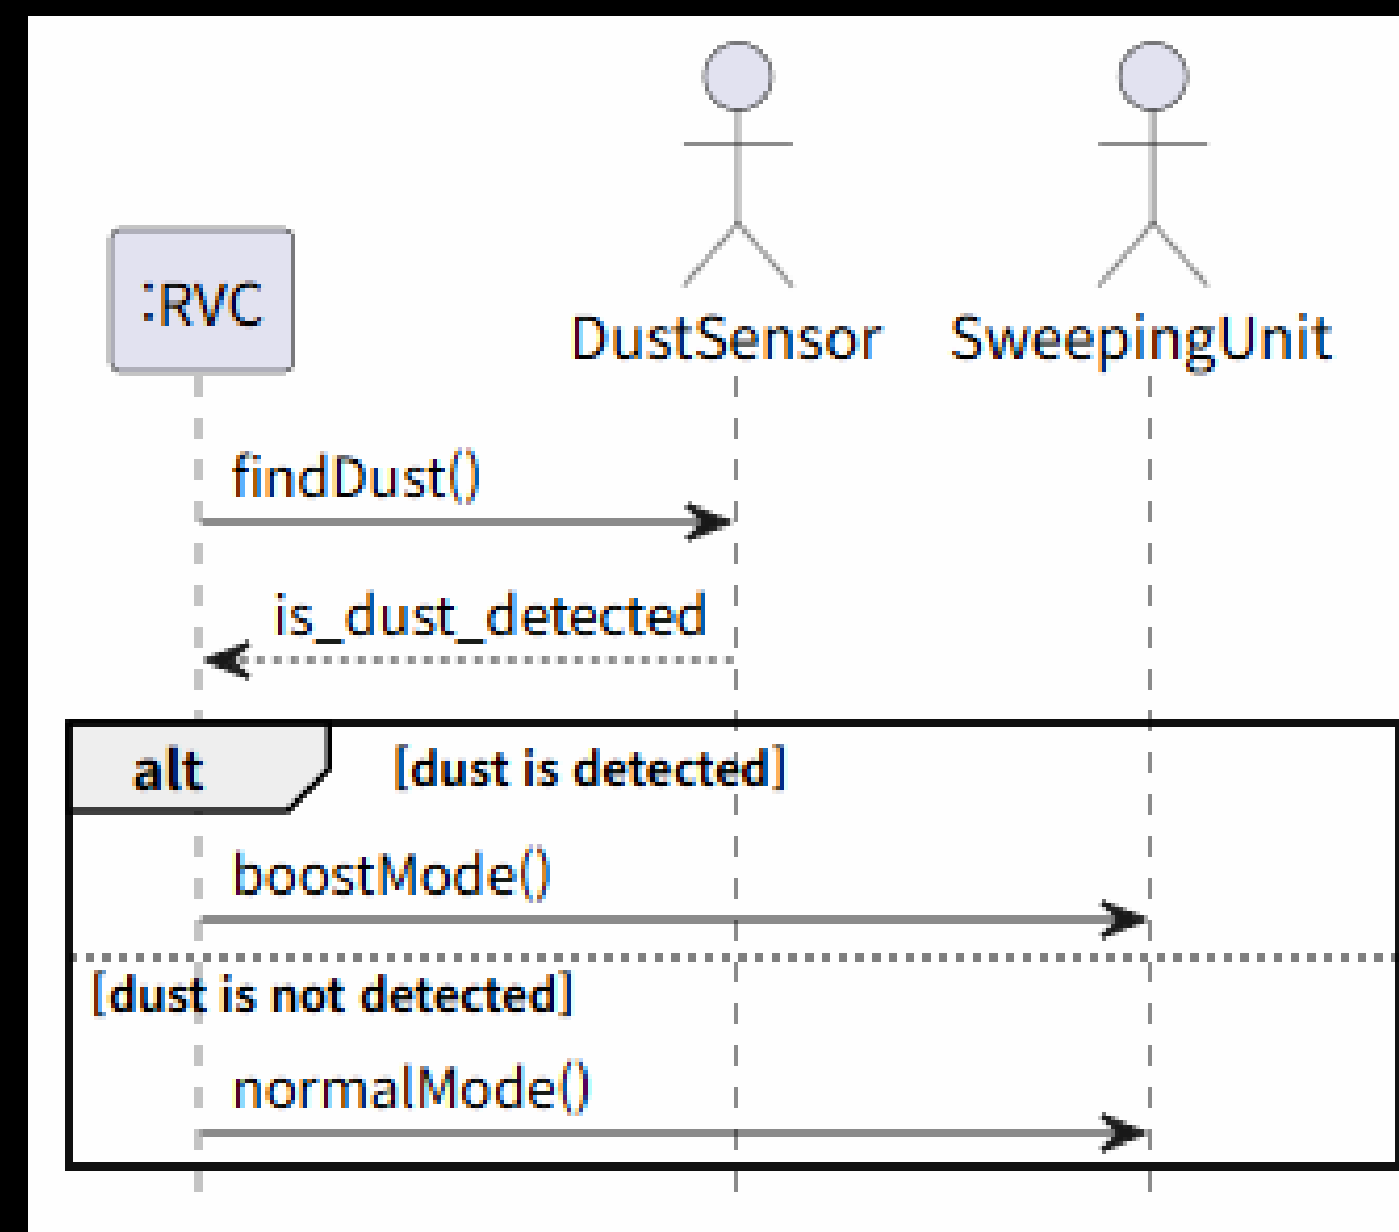 :RVC
DustSensor
SweepingUnit
findDust()
is_dust_detected
alt
[dust is detected]
boostMode()
[dust is not detected]
normalMode()